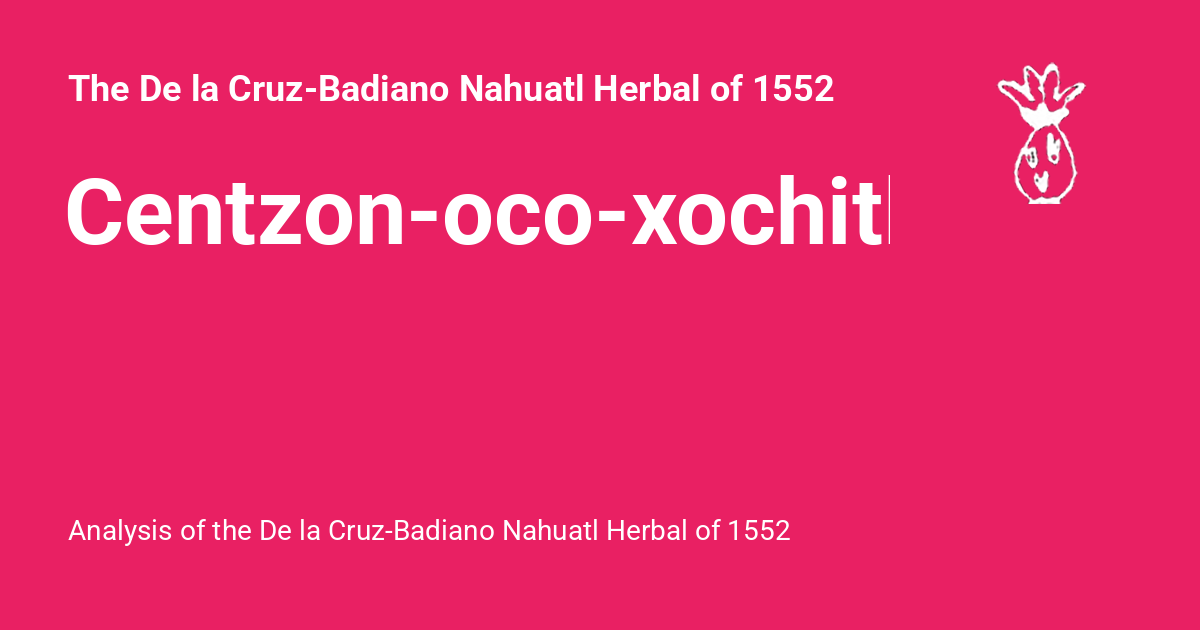 The De la Cruz-Badiano Nahuatl Herbal of 1552
Centzon-oco-xochit
Analysis of the De la Cruz-Badiano Nahuatl Herbal of 1552